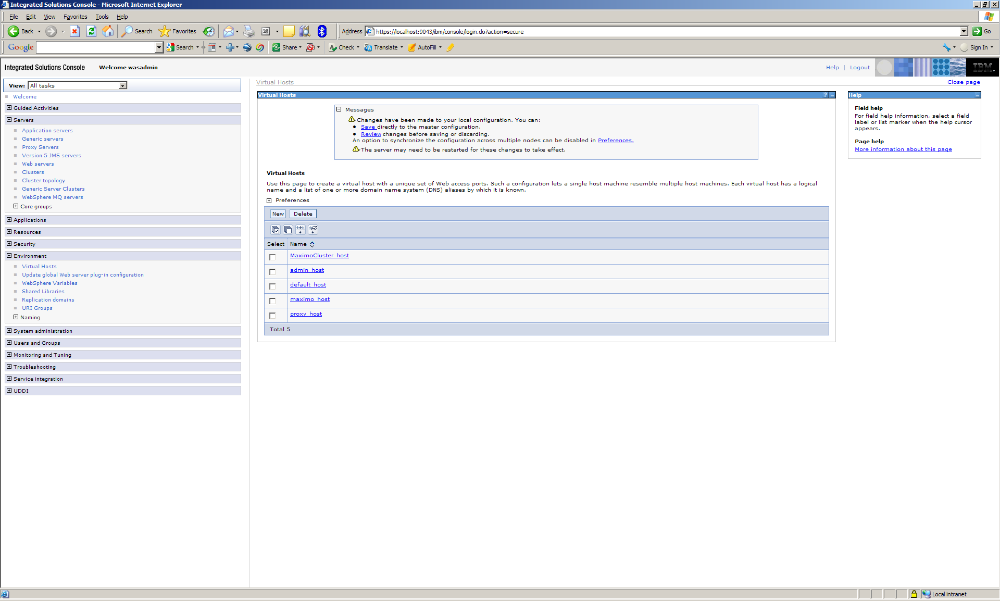 Integrated Solutions Console - Microsoft Internet Explorer
File Edit View Favorites Tools Help
Back Search Favorites Address https://localhost:9043/ibm/console/login.do?action=secure Go
Google Search Share Check Translate AutoFill Sign In
Integrated Solutions Console Welcome wasadmin Help | Logout IBM.
View: All tasks
Welcome
Guided Activities
Servers
Application servers
Generic servers
Proxy Servers
Version 5 JMS servers
Web servers
Clusters
Cluster topology
Generic Server Clusters
WebSphere MQ servers
Core groups
Applications
Resources
Security
Environment
Virtual Hosts
Update global Web server plug-in configuration
WebSphere Variables
Shared Libraries
Replication domains
URI Groups
Naming
System administration
Users and Groups
Monitoring and Tuning
Troubleshooting
Service integration
UDDI
Virtual Hosts Close page
Virtual Hosts ?
Messages
Changes have been made to your local configuration. You can:
Save directly to the master configuration.
Review changes before saving or discarding.
An option to synchronize the configuration across multiple nodes can be disabled in Preferences.
The server may need to be restarted for these changes to take effect.
Virtual Hosts
Use this page to create a virtual host with a unique set of Web access ports. Such a configuration lets a single host machine resemble multiple host machines. Each virtual host has a logical
name and a list of one or more domain name system (DNS) aliases by which it is known.
Preferences
New Delete
Select Name
MaximoCluster_host
admin_host
default_host
maximo_host
proxy_host
Total 5
Help
Field help
For field help information, select a field
label or list marker when the help cursor
appears.
Page help
More information about this page
Local intranet